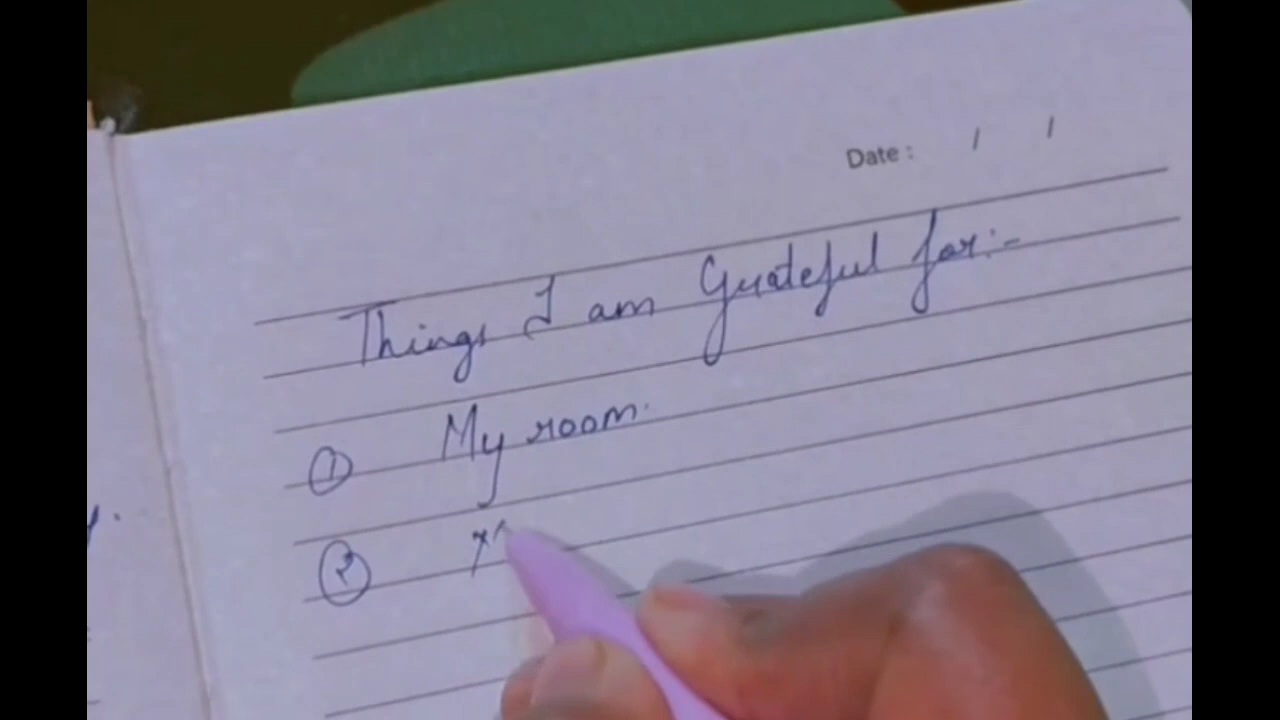 Date : / /
Things I am Grateful for:-
① My room.
②